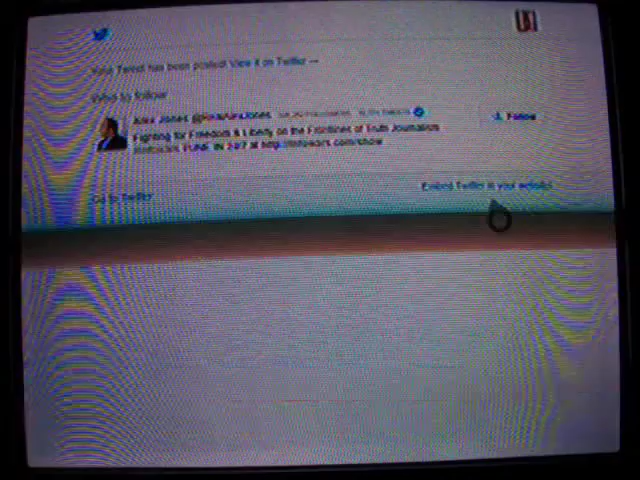 Your Tweet has been posted View it on Twitter →
Who to follow
Alex Jones @RealAlexJones
Follow
Fighting for Freedom & Liberty on the Frontlines of Truth Journalism
TUNE IN 24/7 at http://infowars.com/show
Go to Twitter
Embed Twitter in your website